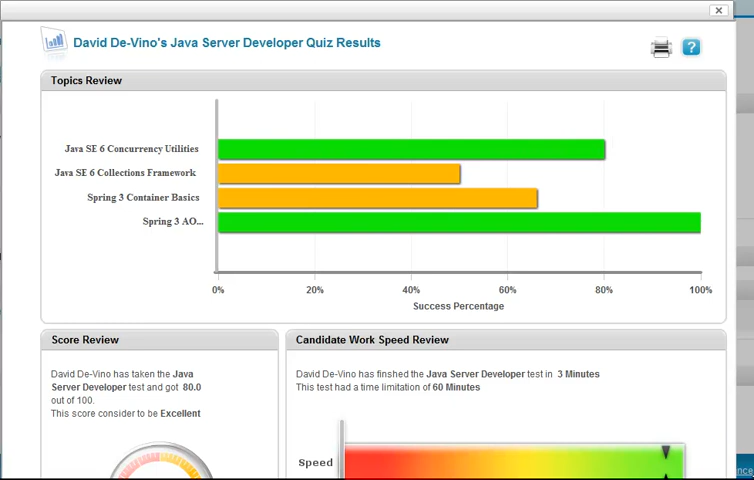 David De-Vino's Java Server Developer Quiz Results
Topics Review
Java SE 6 Concurrency Utilities
Java SE 6 Collections Framework
Spring 3 Container Basics
Spring 3 AO...
0% 20% 40% 60% 80% 100%
Success Percentage
Score Review
David De-Vino has taken the Java
Server Developer test and got 80.0
out of 100.
This score consider to be Excellent
Candidate Work Speed Review
David De-Vino has finshed the Java Server Developer test in 3 Minutes
This test had a time limitation of 60 Minutes
Speed